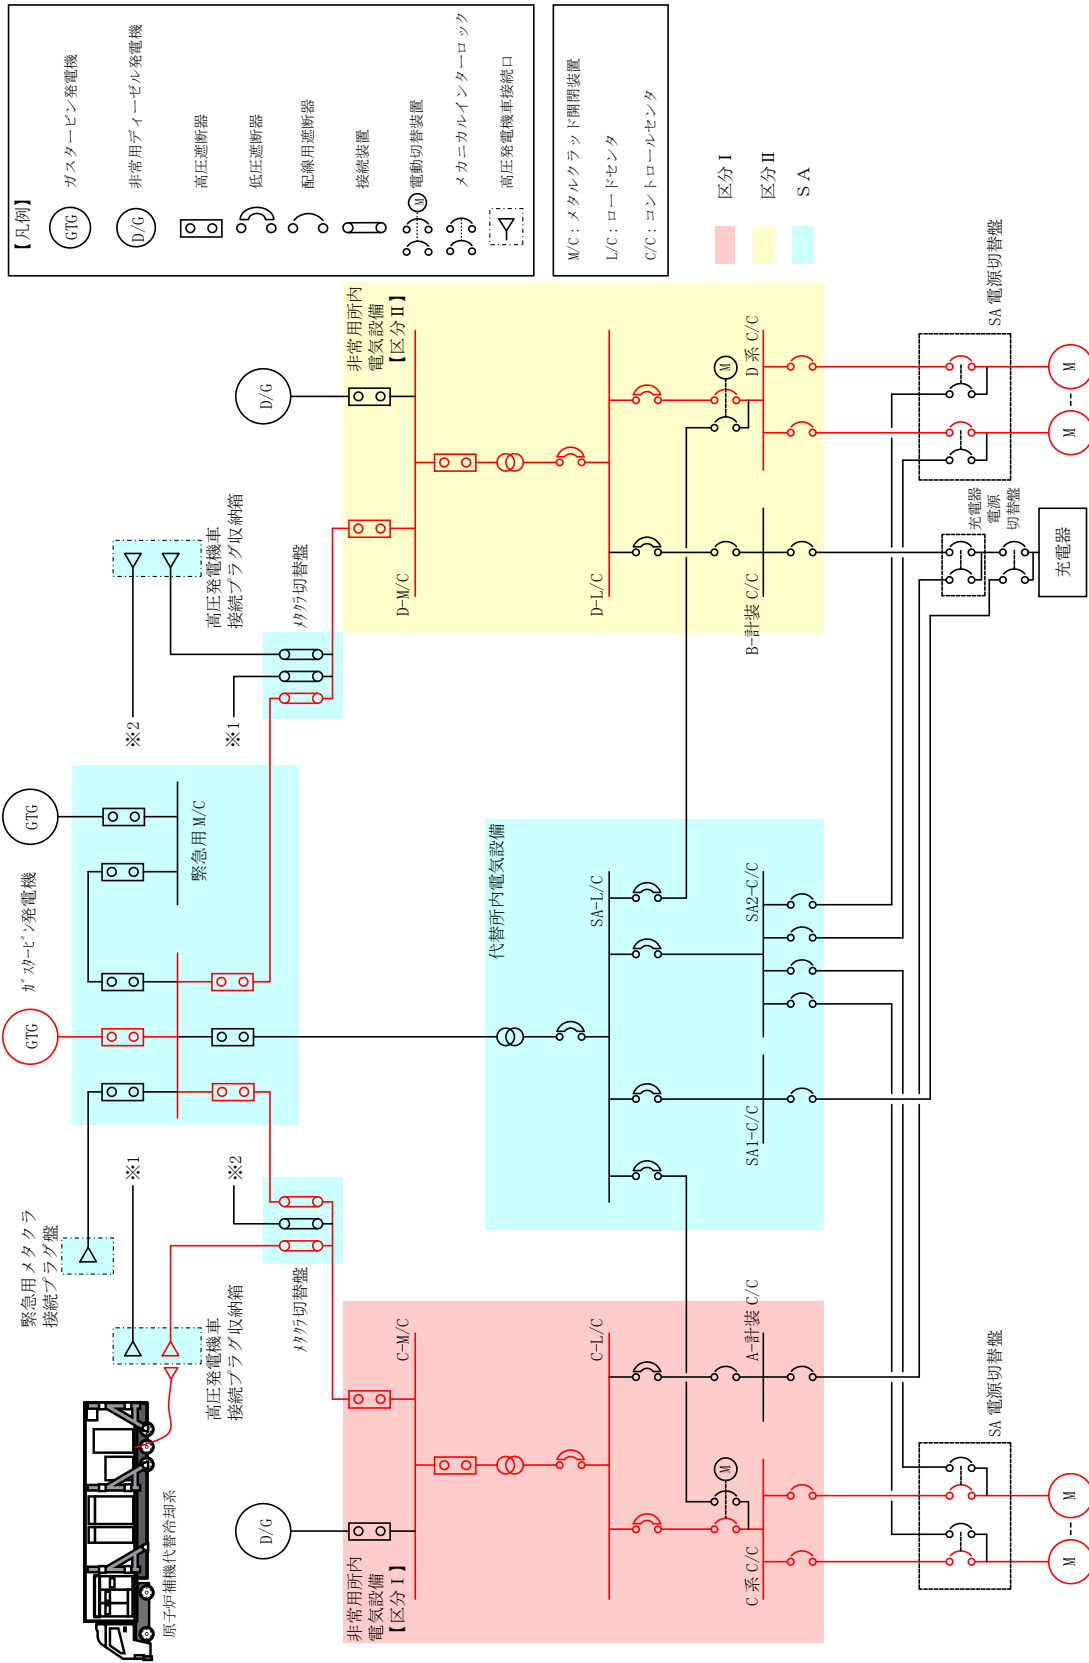 【凡例】
GTG
ガスタービン発電機
D/G
非常用ディーゼル発電機
高圧遮断器
低圧遮断器
配線用遮断器
接続装置
M
電動切替装置
メカニカルインターロック
高圧発電機車接続口
M/C：メタルクラッド開閉装置
L/C：ロードセンタ
C/C：コントロールセンタ
区分Ⅰ
区分Ⅱ
ＳＡ
緊急用メタクラ
接続プラグ盤
GTG
ｶﾞｽﾀｰﾋﾞﾝ発電機
GTG
緊急用 M/C
※1
※2
高圧発電機車
接続プラグ収納箱
ﾒﾀｸﾗ切替盤
原子炉補機代替冷却系
※2
※1
高圧発電機車
接続プラグ収納箱
ﾒﾀｸﾗ切替盤
D/G
非常用所内
電気設備
【区分Ⅰ】
C-M/C
C-L/C
M
C 系 C/C
A-計装 C/C
代替所内電気設備
SA-L/C
SA1-C/C
SA2-C/C
D/G
非常用所内
電気設備
【区分Ⅱ】
D-M/C
D-L/C
M
B-計装 C/C
D 系 C/C
SA 電源切替盤
M
M
充電器
電源
切替盤
充電器
SA 電源切替盤
M
M